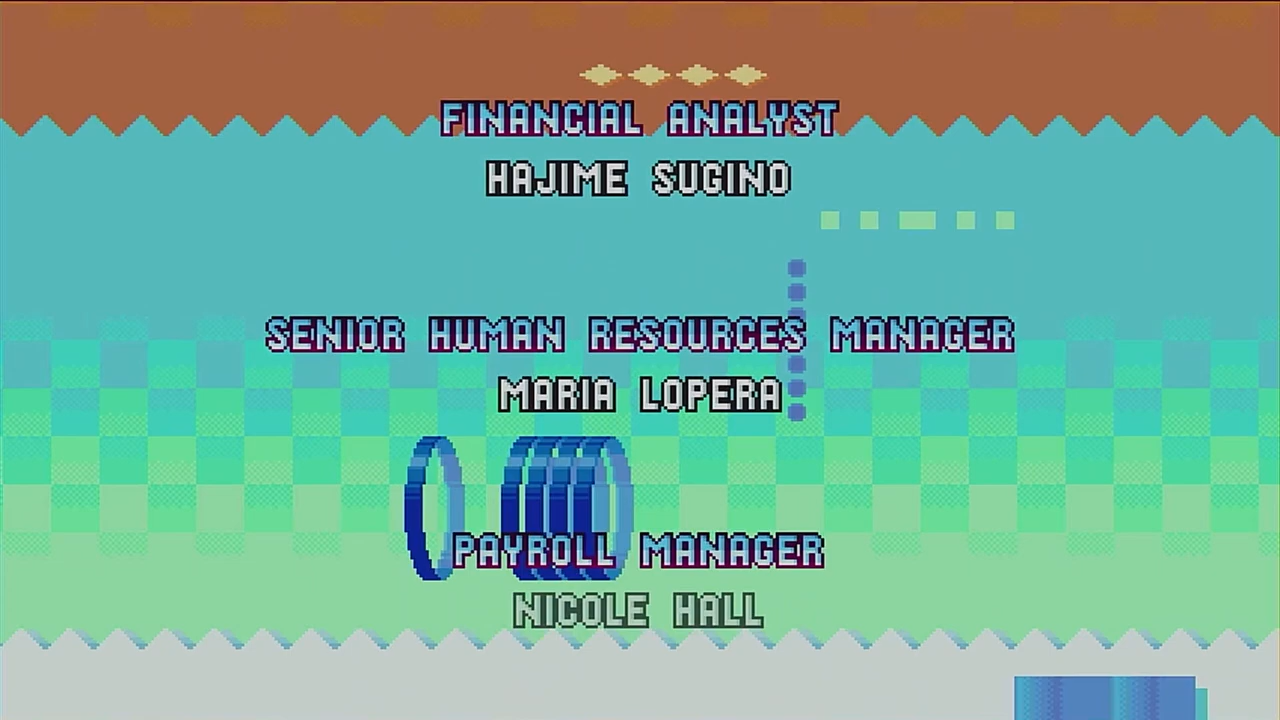 FINANCIAL ANALYST
HAJIME SUGINO
SENIOR HUMAN RESOURCES MANAGER
MARIA LOPERA
PAYROLL MANAGER
NICOLE HALL